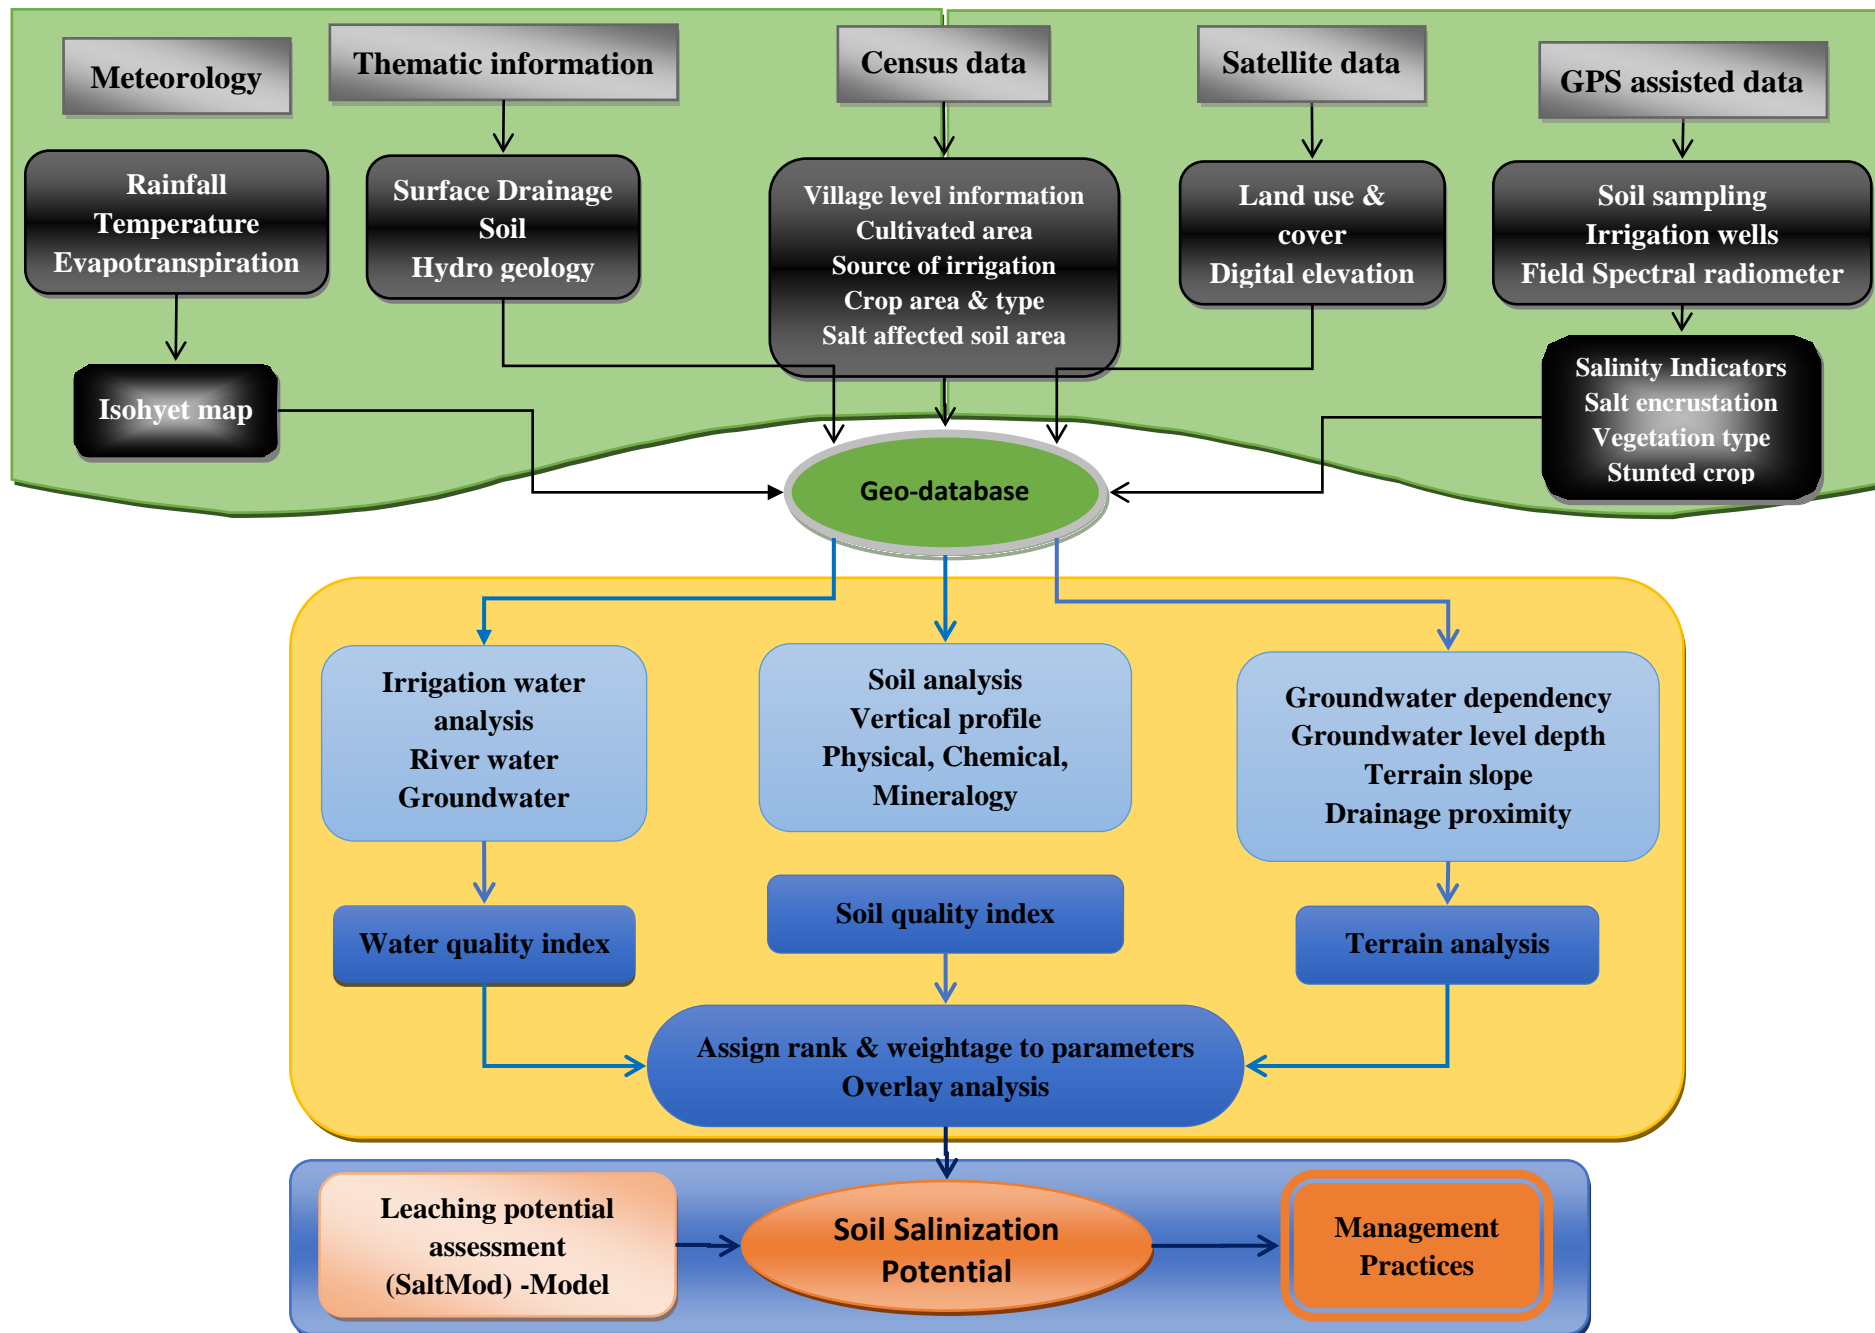 Meteorology
Thematic information
Census data
Satellite data
GPS assisted data
Rainfall
Temperature
Evapotranspiration
Surface Drainage
Soil
Hydro geology
Village level information
Cultivated area
Source of irrigation
Crop area & type
Salt affected soil area
Land use &
cover
Digital elevation
Soil sampling
Irrigation wells
Field Spectral radiometer
Isohyet map
Salinity Indicators
Salt encrustation
Vegetation type
Stunted crop
Geo-database
Irrigation water
analysis
River water
Groundwater
Soil analysis
Vertical profile
Physical, Chemical,
Mineralogy
Groundwater dependency
Groundwater level depth
Terrain slope
Drainage proximity
Water quality index
Soil quality index
Terrain analysis
Assign rank & weightage to parameters
Overlay analysis
Leaching potential
assessment
(SaltMod) -Model
Soil Salinization
Potential
Management
Practices